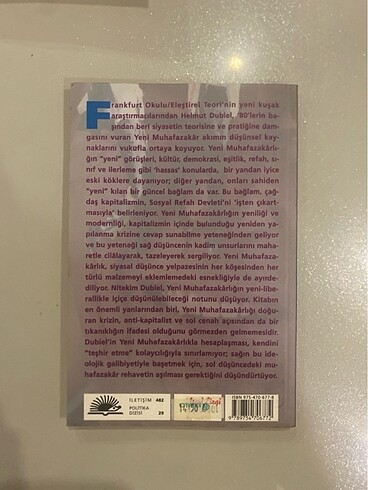 Frankfurt Okulu/Eleştirel Teori'nin yeni kuşak
araştırmacılarından Helmut Dubiel, '80'lerin ba-
şından beri siyasetin teorisine ve pratiğine dam-
gasını vuran Yeni Muhafazakâr akımın düşünsel kay-
naklarını vukufla ortaya koyuyor. Yeni Muhafazakârlı-
ğın "yeni" görüşleri, kültür, demokrasi, eşitlik, refah, sı-
nıf ve ilerleme gibi 'hassas' konularda, bir yandan iyice
eski köklere dayanıyor; diğer yandan, onları sahiden
"yeni" kılan bir güncel bağlam da var. Bu bağlam, çağ-
daş kapitalizmin, Sosyal Refah Devleti'ni 'işten çıkart-
masıyla' belirleniyor. Yeni Muhafazakârlığın yeniliği ve
modernliği, kapitalizmin içinde bulunduğu yeniden ya-
pılanma krizine cevap sunabilme yeteneğinden geliyor
ve bu yeteneği sağ düşüncenin kadim unsurlarını maha-
retle cilâlayarak, tazeleyerek sergiliyor. Yeni Muhafaza-
kârlık, siyasal düşünce yelpazesinin her köşesinden her
türlü malzemeyi eklemlemedeki esnekliğiyle de ayırde-
diliyor. Nitekim Dubiel, Yeni Muhafazakârlığın yeni-libe-
rallikle içiçe düşünülebileceği notunu düşüyor. Kitabın
en önemli yanlarından biri, Yeni Muhafazakârlığı doğu-
ran krizin, anti-kapitalist ve sol cenah açısından da bir
tıkanıklığın ifadesi olduğunu görmezden gelmemesidir.
Dubiel'in Yeni Muhafazakârlıkla hesaplaşması, kendini
"teşhir etme" kolaycılığıyla sınırlamıyor; sağın bu ide-
olojik galibiyetiyle başetmek için, sol düşüncedeki mu-
hafazakâr rehavetin aşılması gerektiğini düşündürtüyor.
İLETİŞİM 482
POLİTİKA
DİZİSİ 29
ISBN 975-470-677-8
9 789754 706772